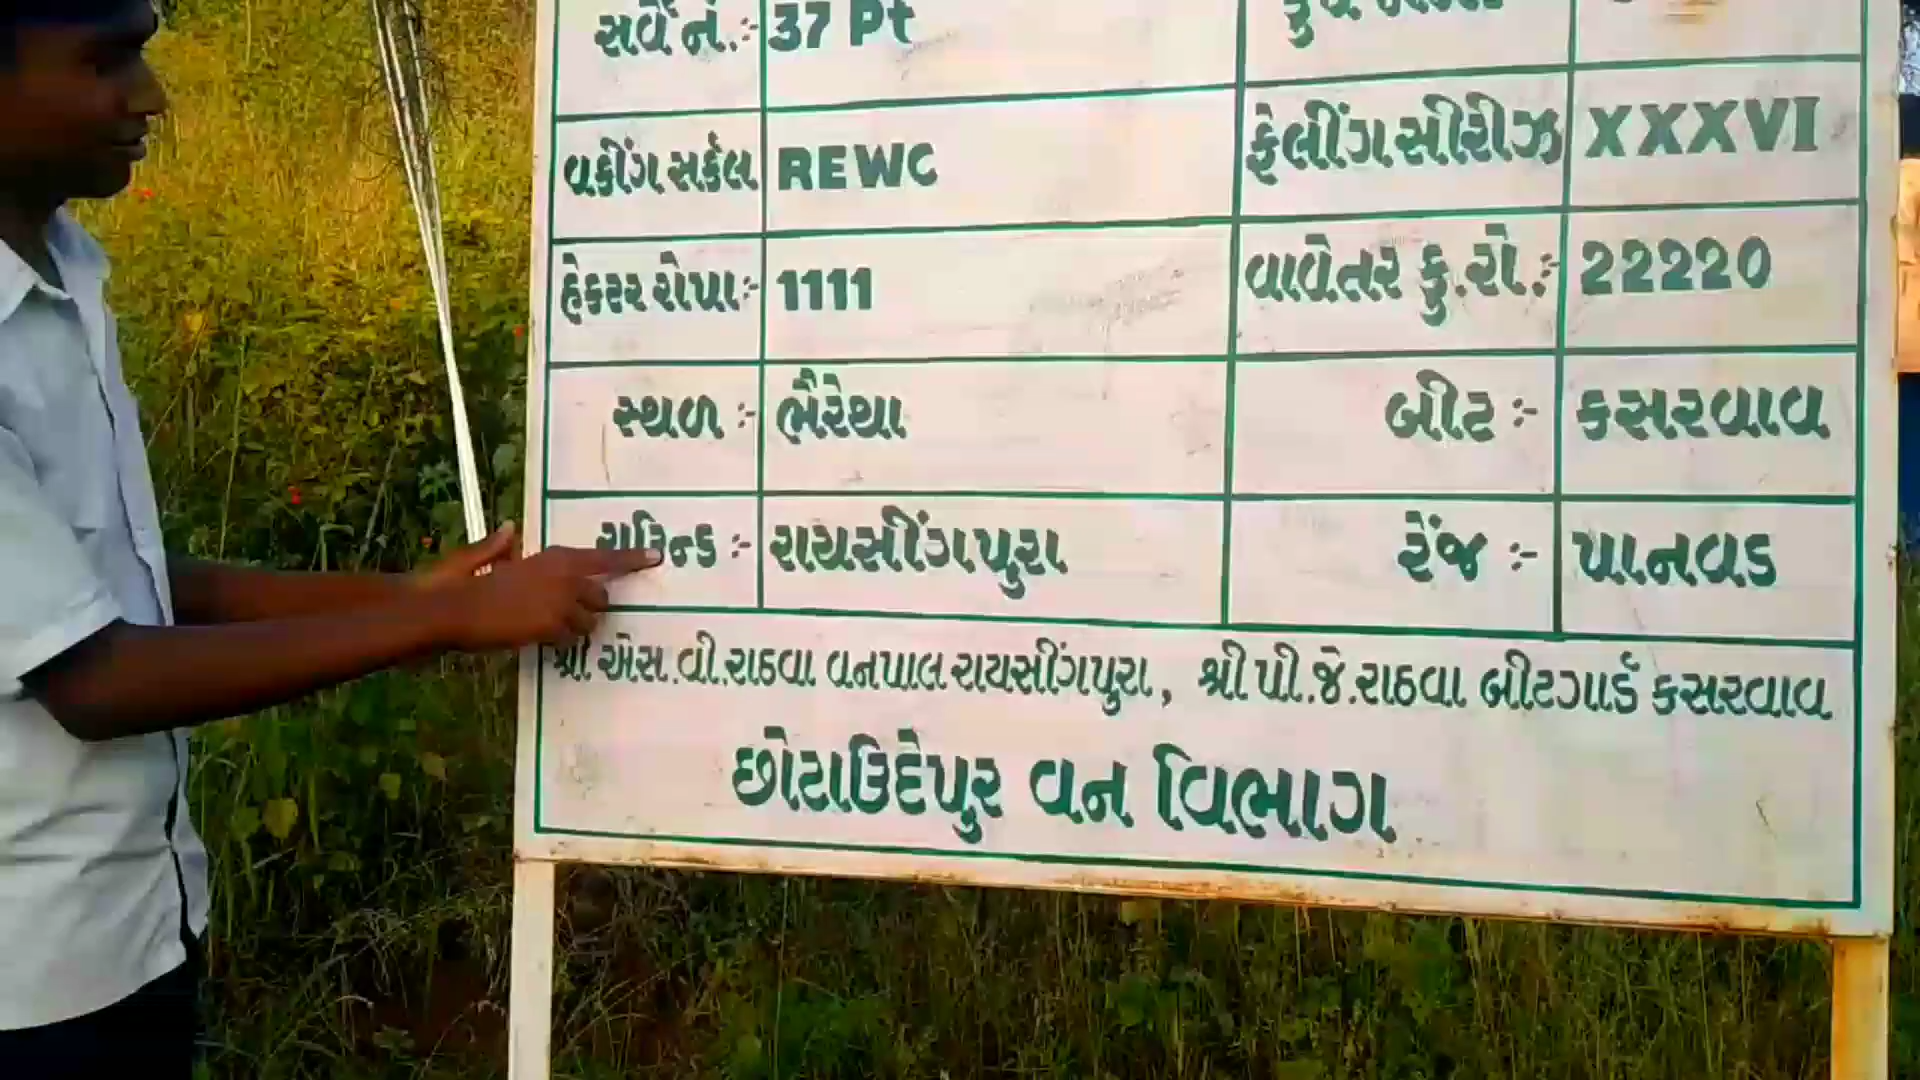 સર્વે નં.:- 37 Pt
વર્કીંગ સર્કલ REWC ફેલીંગ સીરીઝ XXXVI
હેકટર રોપા:- 1111 વાવેતર કુ.રો.:- 22220
સ્થળ :- ભૈરેથા બીટ :- કસરવાવ
રાઉન્ડ :- રાયસીંગપુરા રેંજ :- પાનવડ
શ્રી એસ.વી.રાઠવા વનપાલ રાયસીંગપુરા, શ્રી પી.જે.રાઠવા બીટગાર્ડ કસરવાવ
છોટાઉદેપુર વન વિભાગ